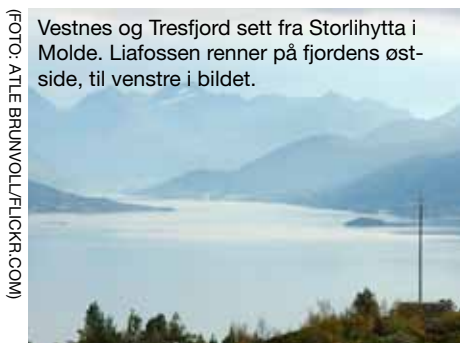 Vestnes og Tresfjord sett fra Storlihytta i
Molde. Liafossen renner på fjordens øst-
side, til venstre i bildet.
(FOTO: ATLE BRUNVOLL/FLICKR.COM)